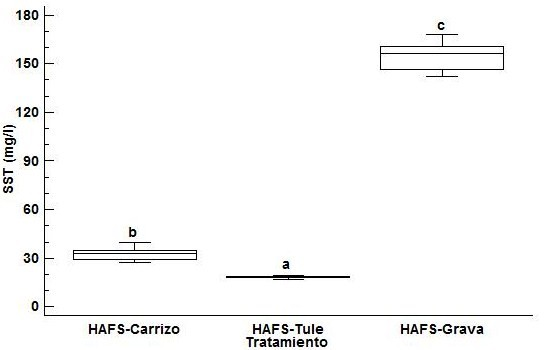 180
150
120
90
60
30
0
SST (mg/l)
b
a
c
HAFS-Carrizo
HAFS-Tule
HAFS-Grava
Tratamiento